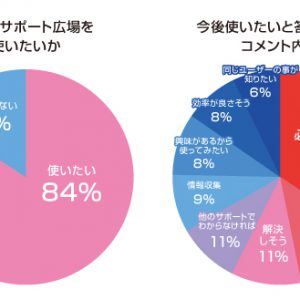 サポート広場を
使いたいか
ない
%
使いたい
84%
今後使いたいと答
コメント内
同じユーザーの事が
知りたい
6%
効率が良さそう
8%
興味があるから
使ってみたい
8%
情報収集
9%
他のサポートで
わからなければ
11%
解決
しそう
11%
必